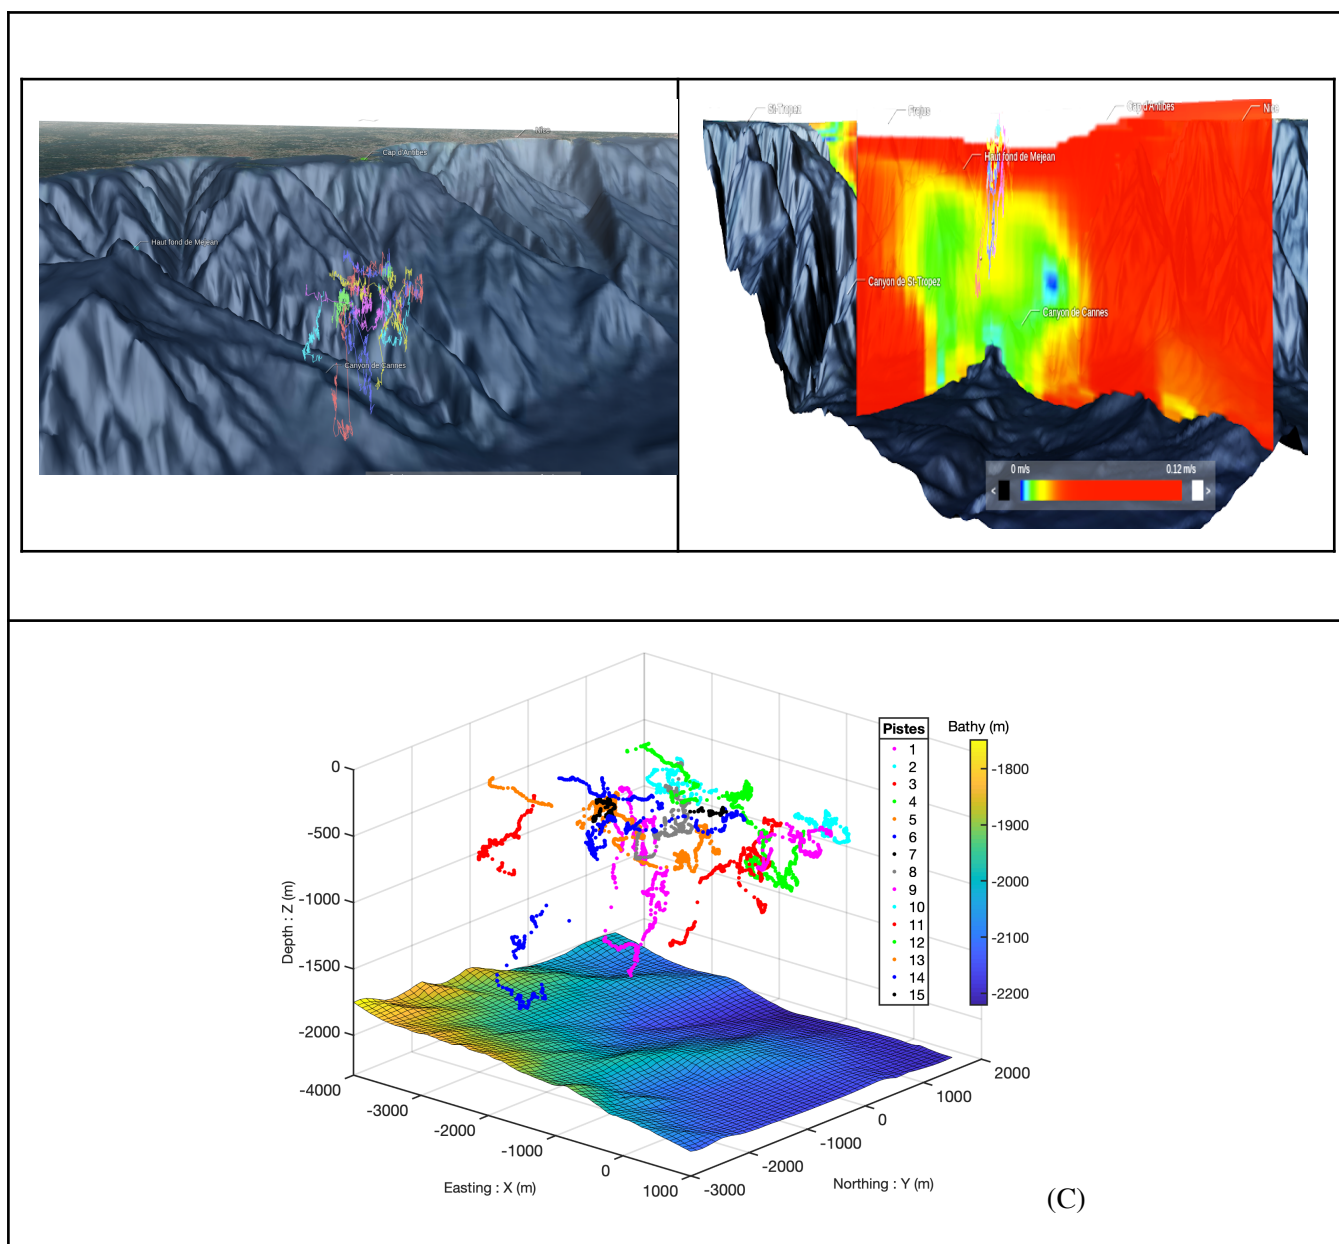 Nice
Cap d'Antibes
Haut fond de Mejean
Canyon de Cannes
St-Tropez
Frejus
Cap d'Antibes
Nice
Haut fond de Mejean
Canyon de St-Tropez
Canyon de Cannes
0 m/s
0.12 m/s
<
>
Pistes
1
2
3
4
5
6
7
8
9
10
11
12
13
14
15
Bathy (m)
-1800
-1900
-2000
-2100
-2200
0
-500
-1000
-1500
-2000
Depth : Z (m)
-4000
-3000
-2000
-1000
0
1000
Easting : X (m)
-3000
-2000
-1000
0
1000
2000
Northing : Y (m)
(C)